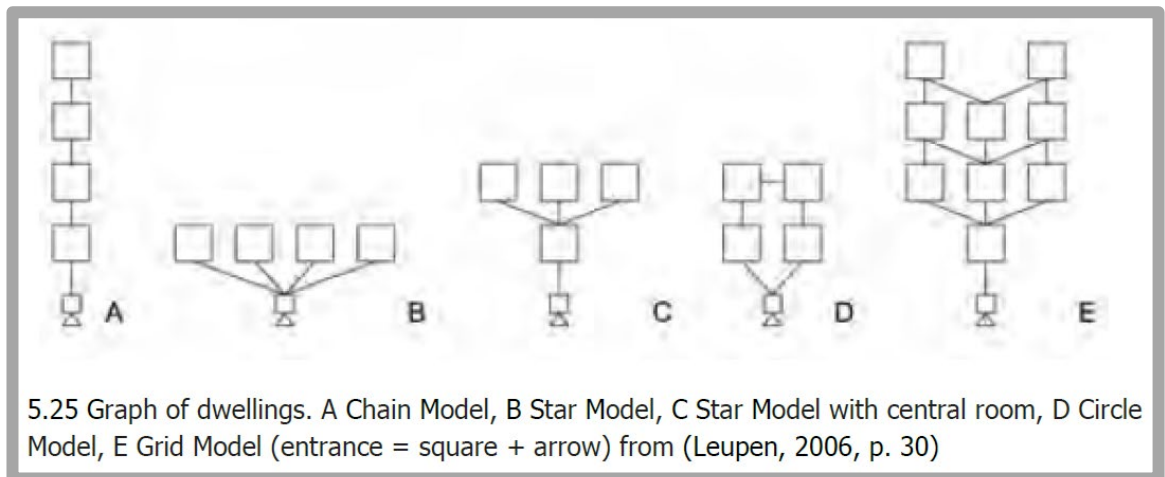 A
B
C
D
E
5.25 Graph of dwellings. A Chain Model, B Star Model, C Star Model with central room, D Circle
Model, E Grid Model (entrance = square + arrow) from (Leupen, 2006, p. 30)